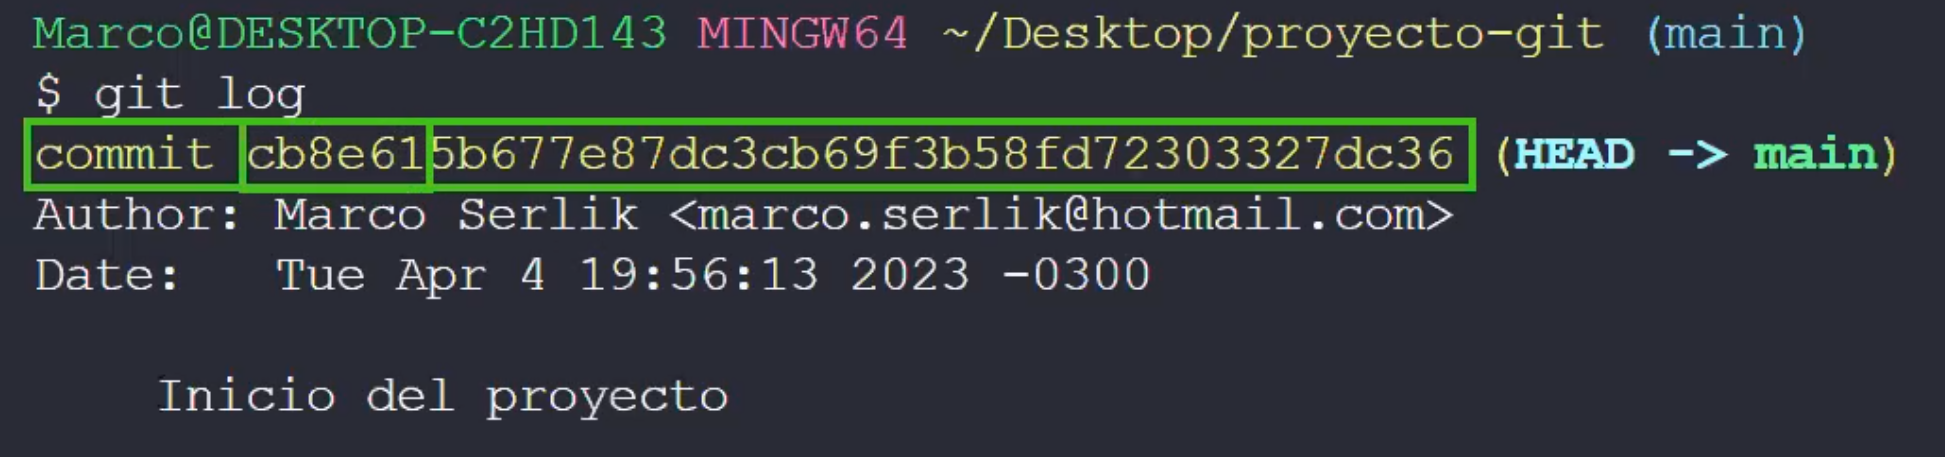 Marco@DESKTOP-C2HD143 MINGW64 ~/Desktop/proyecto-git (main)
$ git log
commit cb8e615b677e87dc3cb69f3b58fd72303327dc36 (HEAD -> main)
Author: Marco Serlik <marco.serlik@hotmail.com>
Date:   Tue Apr 4 19:56:13 2023 -0300
Inicio del proyecto